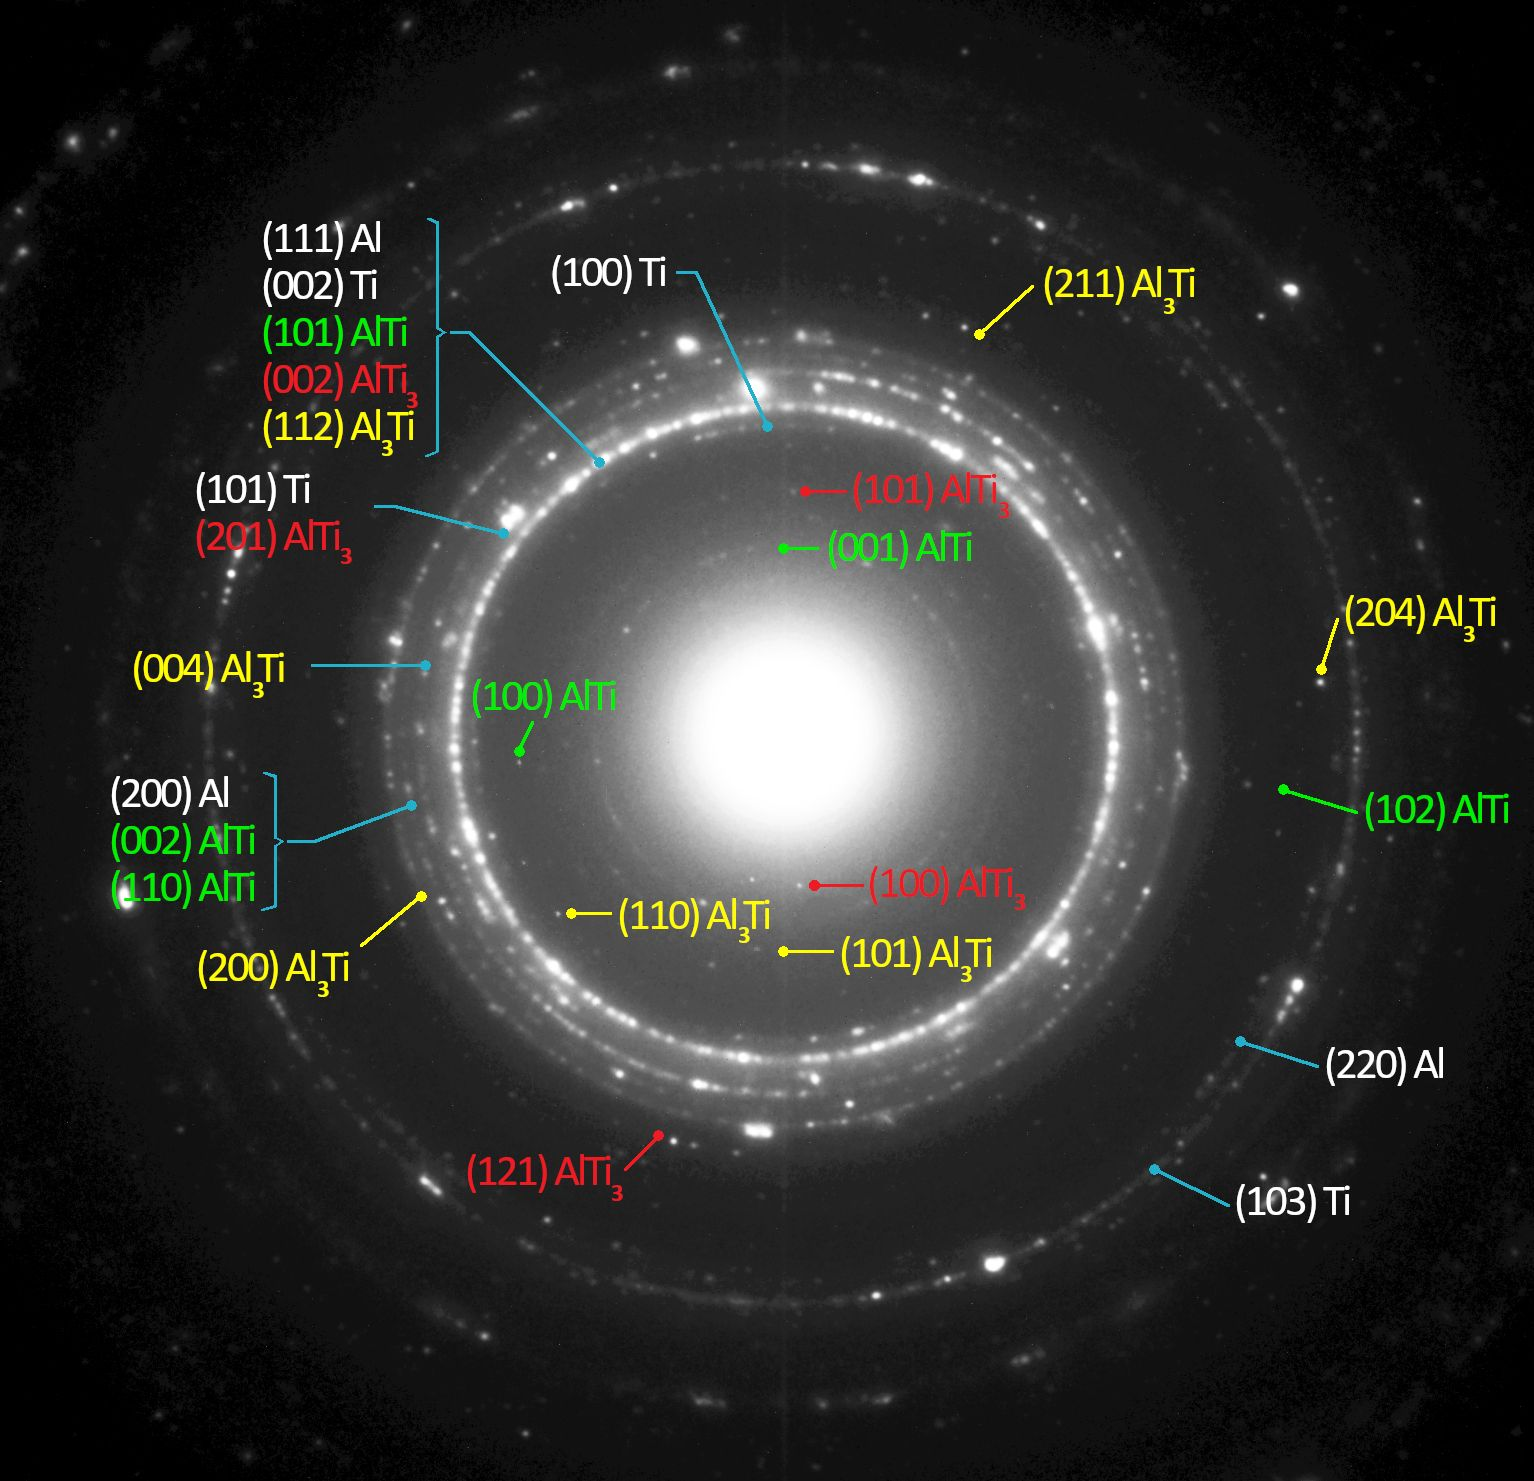 (111) Al
(002) Ti
(101) AlTi
(002) AlTi₃
(112) Al₃Ti
(100) Ti
(211) Al₃Ti
(101) Ti
(201) AlTi₃
(101) AlTi₃
(001) AlTi
(204) Al₃Ti
(004) Al₃Ti
(100) AlTi
(200) Al
(002) AlTi
(110) AlTi
(102) AlTi
(100) AlTi₃
(110) Al₃Ti
(101) Al₃Ti
(200) Al₃Ti
(220) Al
(121) AlTi₃
(103) Ti